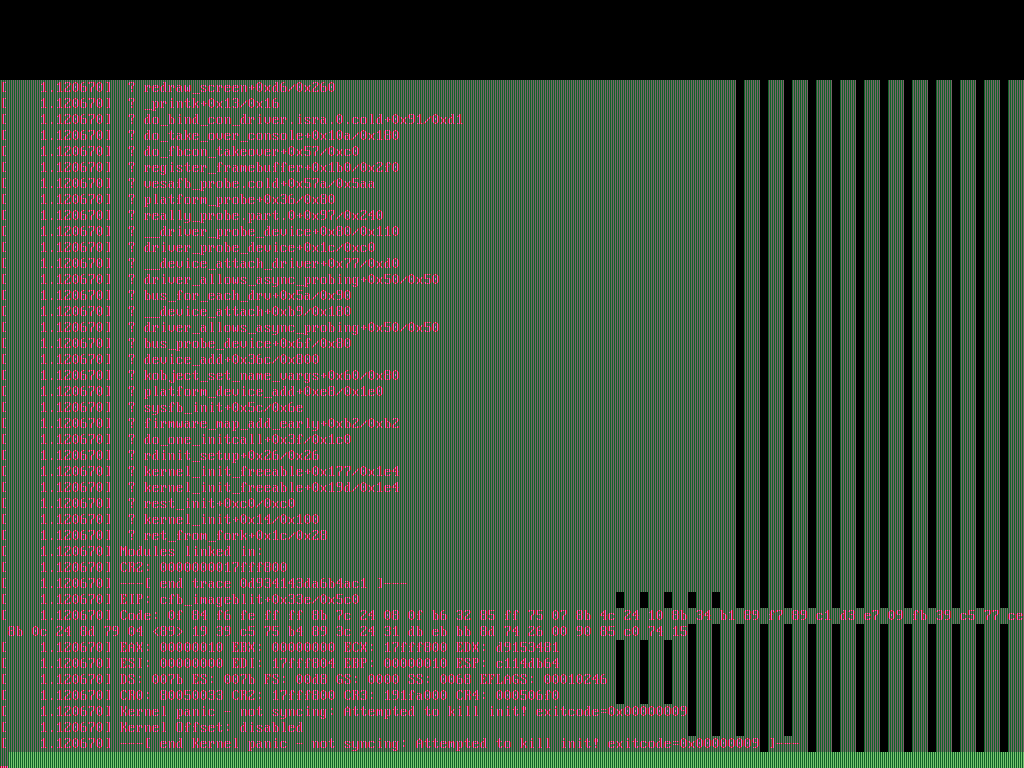 [    1.120670]  ? redraw_screen+0xd6/0x260
[    1.120670]  ? _printk+0x13/0x16
[    1.120670]  ? do_bind_con_driver.isra.0.cold+0x91/0xd1
[    1.120670]  ? do_take_over_console+0x10a/0x180
[    1.120670]  ? do_fbcon_takeover+0x57/0xc0
[    1.120670]  ? register_framebuffer+0x1b0/0x2f0
[    1.120670]  ? vesafb_probe.cold+0x57a/0x5aa
[    1.120670]  ? platform_probe+0x36/0x80
[    1.120670]  ? really_probe.part.0+0x97/0x240
[    1.120670]  ? __driver_probe_device+0x80/0x110
[    1.120670]  ? driver_probe_device+0x1c/0xc0
[    1.120670]  ? __device_attach_driver+0x77/0xd0
[    1.120670]  ? driver_allows_async_probing+0x50/0x50
[    1.120670]  ? bus_for_each_drv+0x5a/0x90
[    1.120670]  ? __device_attach+0xb9/0x180
[    1.120670]  ? driver_allows_async_probing+0x50/0x50
[    1.120670]  ? bus_probe_device+0x6f/0x80
[    1.120670]  ? device_add+0x36c/0x800
[    1.120670]  ? kobject_set_name_vargs+0x60/0x80
[    1.120670]  ? platform_device_add+0xc8/0x1c0
[    1.120670]  ? sysfb_init+0x5c/0x6c
[    1.120670]  ? firmware_map_add_early+0xb2/0xb2
[    1.120670]  ? do_one_initcall+0x3f/0x1c0
[    1.120670]  ? rdinit_setup+0x26/0x26
[    1.120670]  ? kernel_init_freeable+0x177/0x1c4
[    1.120670]  ? kernel_init_freeable+0x19d/0x1c4
[    1.120670]  ? rest_init+0xc0/0xc0
[    1.120670]  ? kernel_init+0x14/0x100
[    1.120670]  ? ret_from_fork+0x1c/0x28
[    1.120670] Modules linked in:
[    1.120670] CR2: 0000000017fff800
[    1.120670] ---[ end trace 0d934143da6b4ac1 ]---
[    1.120670] EIP: cfb_imageblit+0x33c/0x5c0
[    1.120670] Code: 0f 84 f6 fc ff ff 8b 7c 24 08 0f b6 32 85 ff 75 07 8b 4c 24 10 8b 34 b1 89 f7 89 c1 d3 c7 09 fb 39 c5 77
8b 0c 24 8d 79 04 <89> 19 39 c5 75 b4 89 3c 24 31 db eb bb 8d 74 26 00 90 85 c0 74 15
[    1.120670] EAX: 00000010 EBX: 00000000 ECX: 17fff800 EDX: d9153481
[    1.120670] ESI: 00000000 EDI: 17fff804 EBP: 00000010 ESP: c114db64
[    1.120670] DS: 007b ES: 007b FS: 00d8 GS: 0000 SS: 0068 EFLAGS: 00010246
[    1.120670] CR0: 80050033 CR2: 17fff800 CR3: 191fa000 CR4: 000506f0
[    1.120670] Kernel panic - not syncing: Attempted to kill init! exitcode=0x00000009
[    1.120670] Kernel Offset: disabled
[    1.120670] ---[ end Kernel panic - not syncing: Attempted to kill init! exitcode=0x00000009 ]---